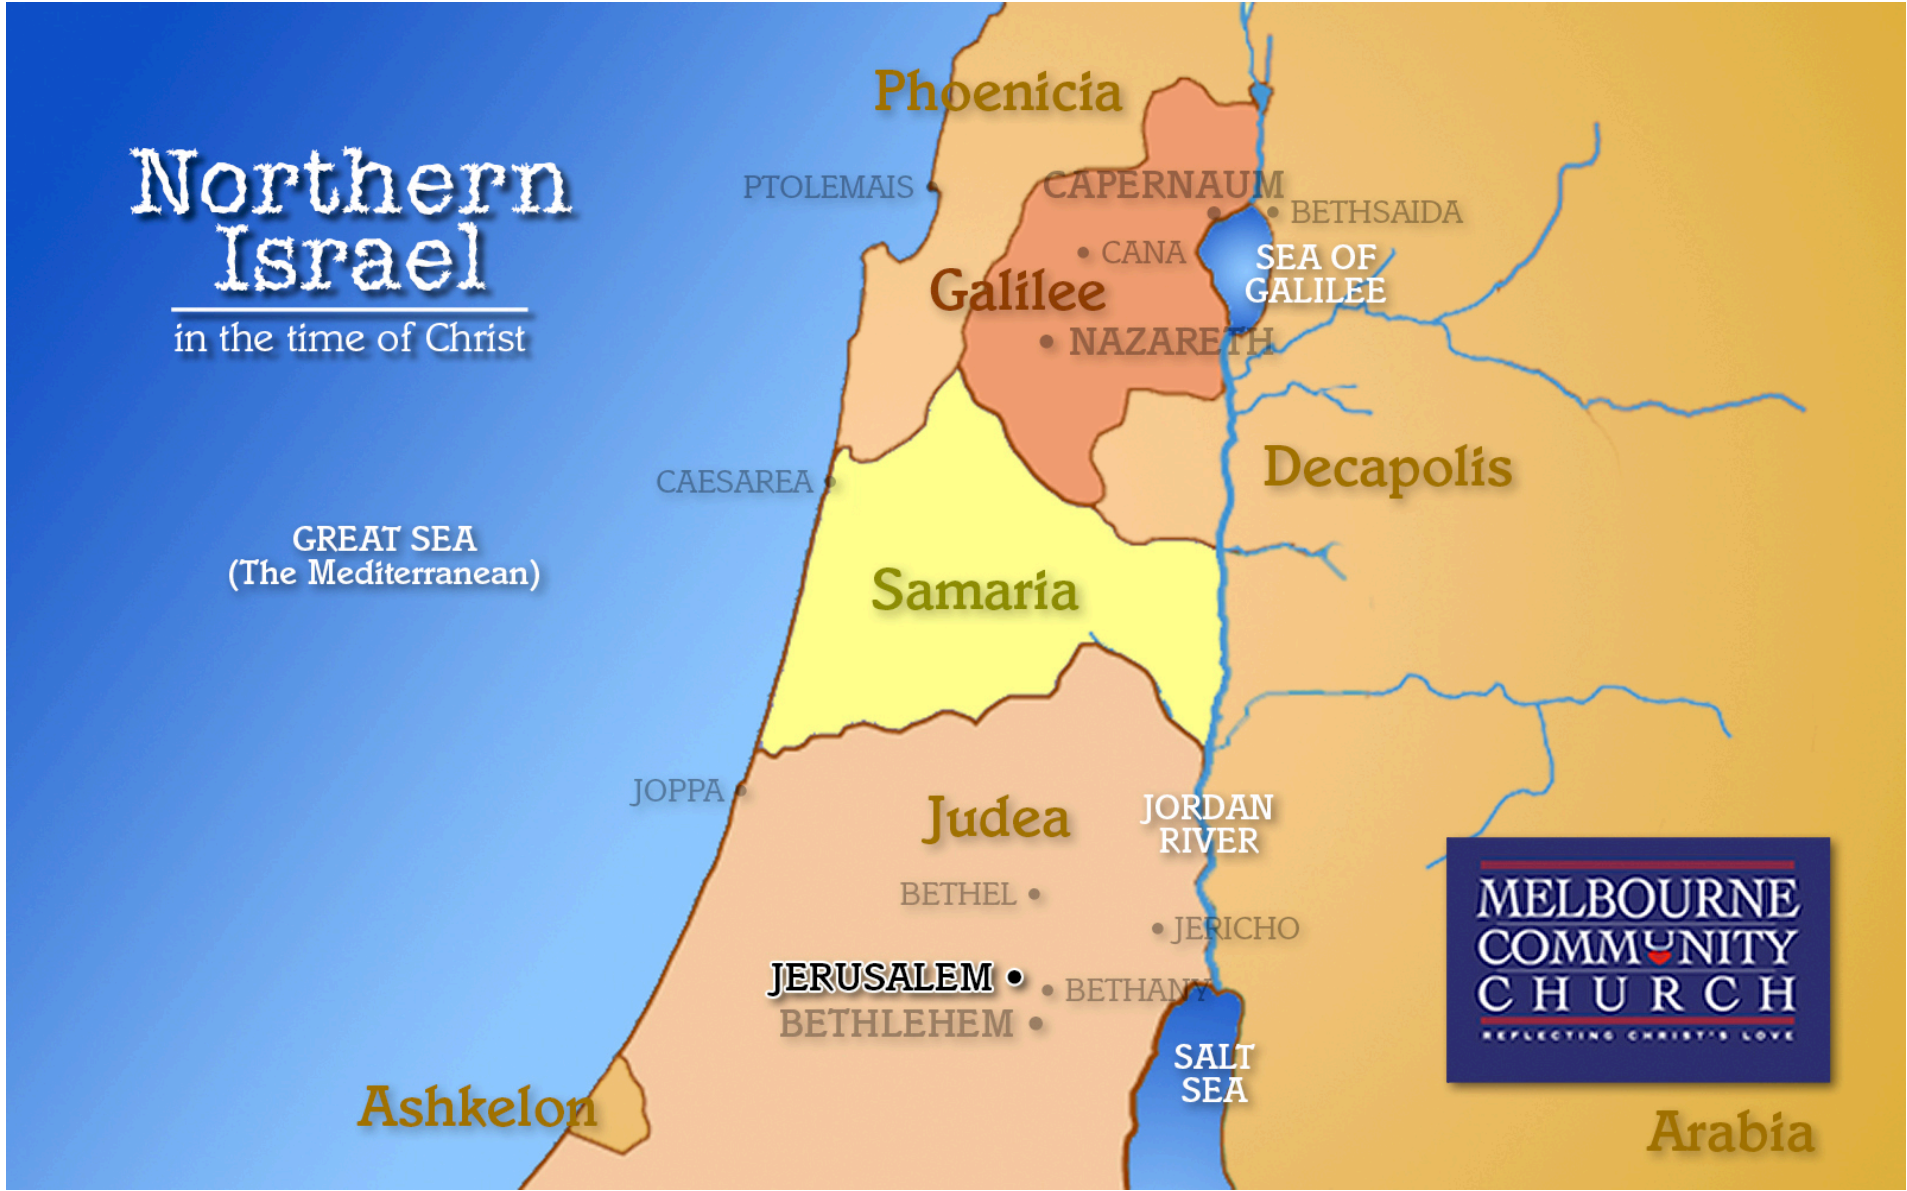 Northern
Israel
in the time of Christ
Phoenicia
PTOLEMAIS
CAPERNAUM
BETHSAIDA
CANA
SEA OF
GALILEE
Galilee
NAZARETH
Decapolis
CAESAREA
GREAT SEA
(The Mediterranean)
Samaria
JOPPA
Judea
JORDAN
RIVER
BETHEL
JERICHO
JERUSALEM
BETHANY
BETHLEHEM
SALT
SEA
Ashkelon
MELBOURNE
COMMUNITY
CHURCH
REFLECTING CHRIST'S LOVE
Arabia